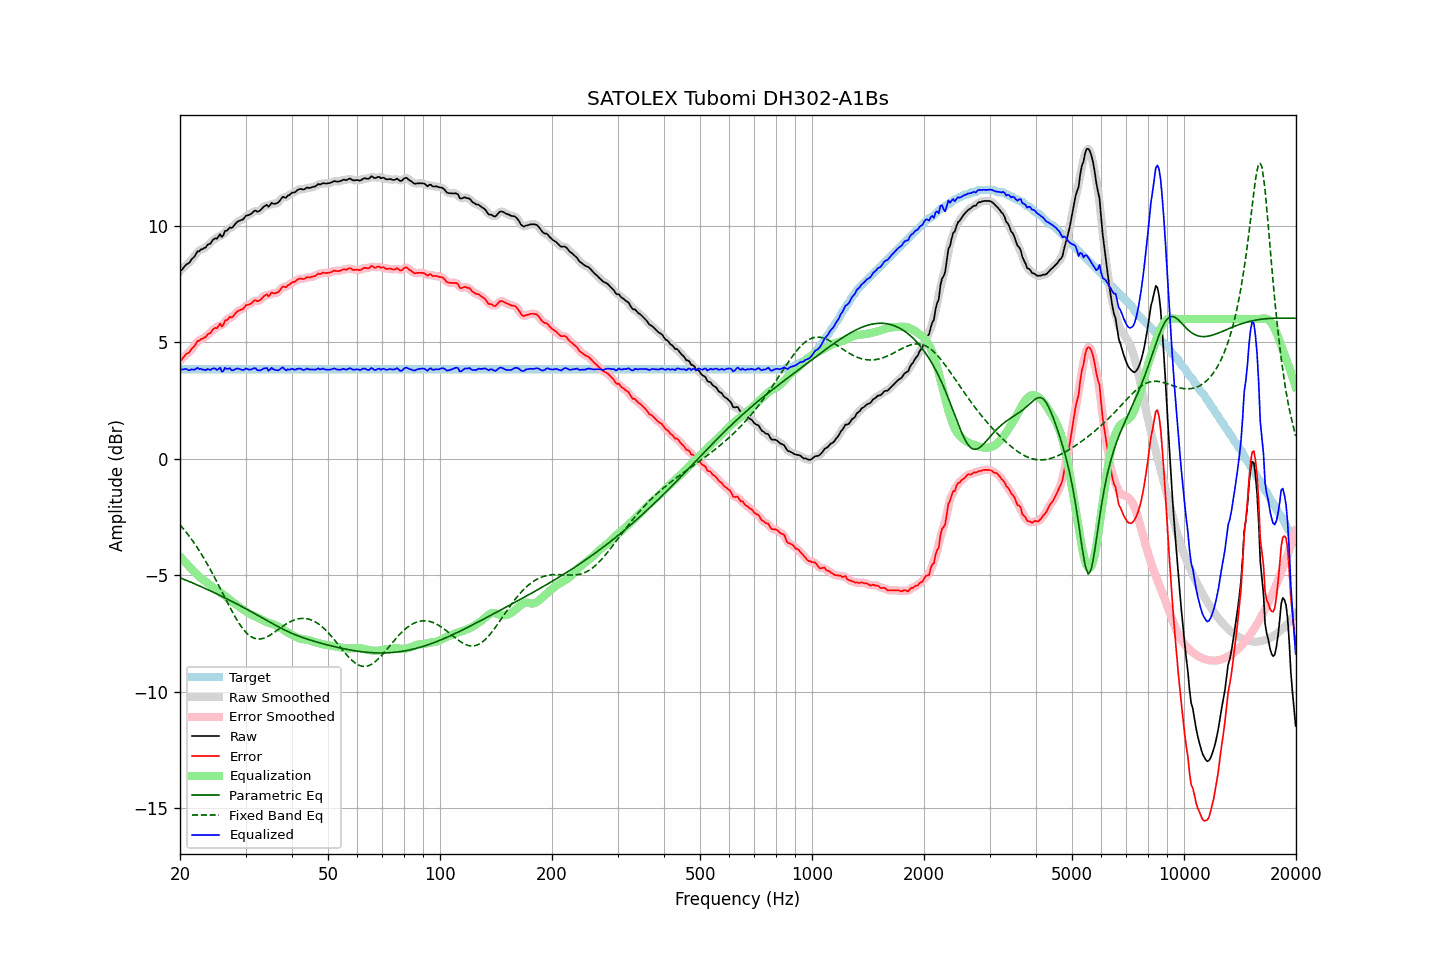 SATOLEX Tubomi DH302-A1Bs
Amplitude (dBr)
10
5
0
−5
−10
−15
Target
Raw Smoothed
Error Smoothed
Raw
Error
Equalization
Parametric Eq
Fixed Band Eq
Equalized
20 50 100 200 500 1000 2000 5000 10000 20000
Frequency (Hz)